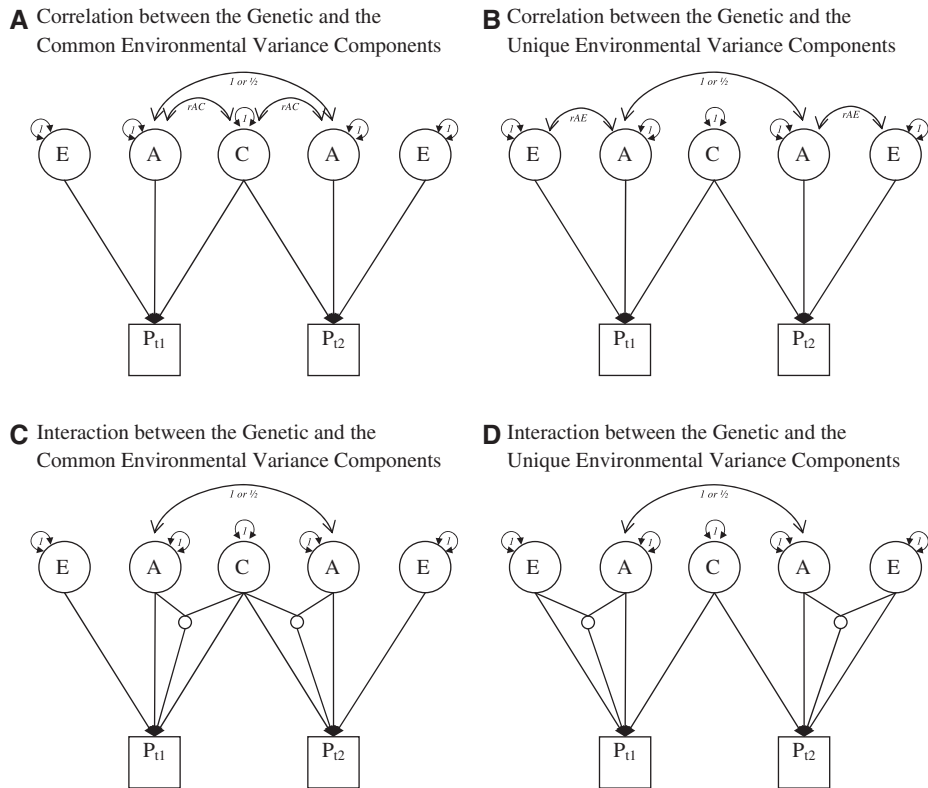 A Correlation between the Genetic and the
Common Environmental Variance Components
1 or ½
rAC rAC
1 1 1 1 1
E A C A E
Pt1 Pt2
B Correlation between the Genetic and the
Unique Environmental Variance Components
1 or ½
rAE rAE
1 1 1 1 1
E A C A E
Pt1 Pt2
C Interaction between the Genetic and the
Common Environmental Variance Components
1 or ½
1 1 1 1 1
E A C A E
Pt1 Pt2
D Interaction between the Genetic and the
Unique Environmental Variance Components
1 or ½
1 1 1 1 1
E A C A E
Pt1 Pt2